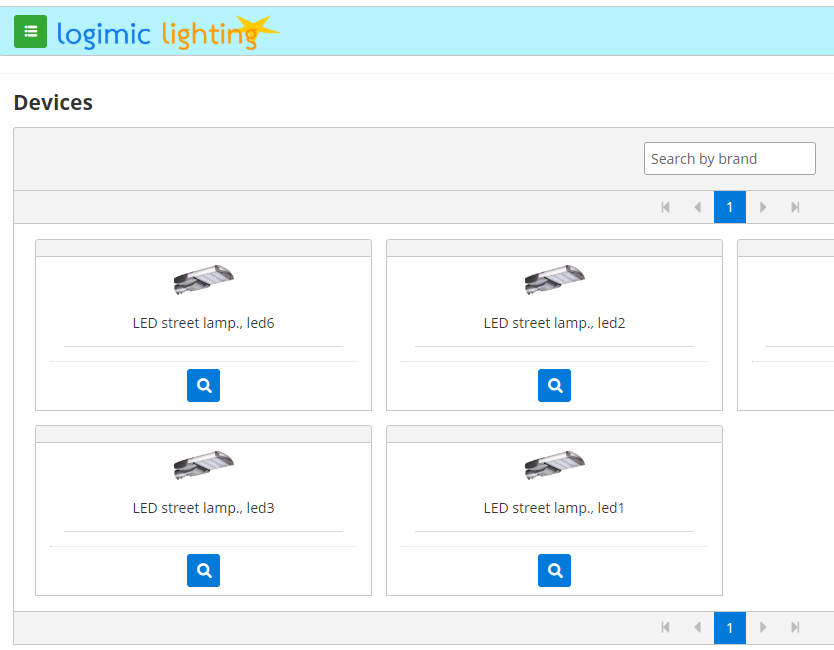 logimic lighting
Devices
Search by brand
1
LED street lamp., led6
LED street lamp., led2
LED street lamp., led3
LED street lamp., led1
1